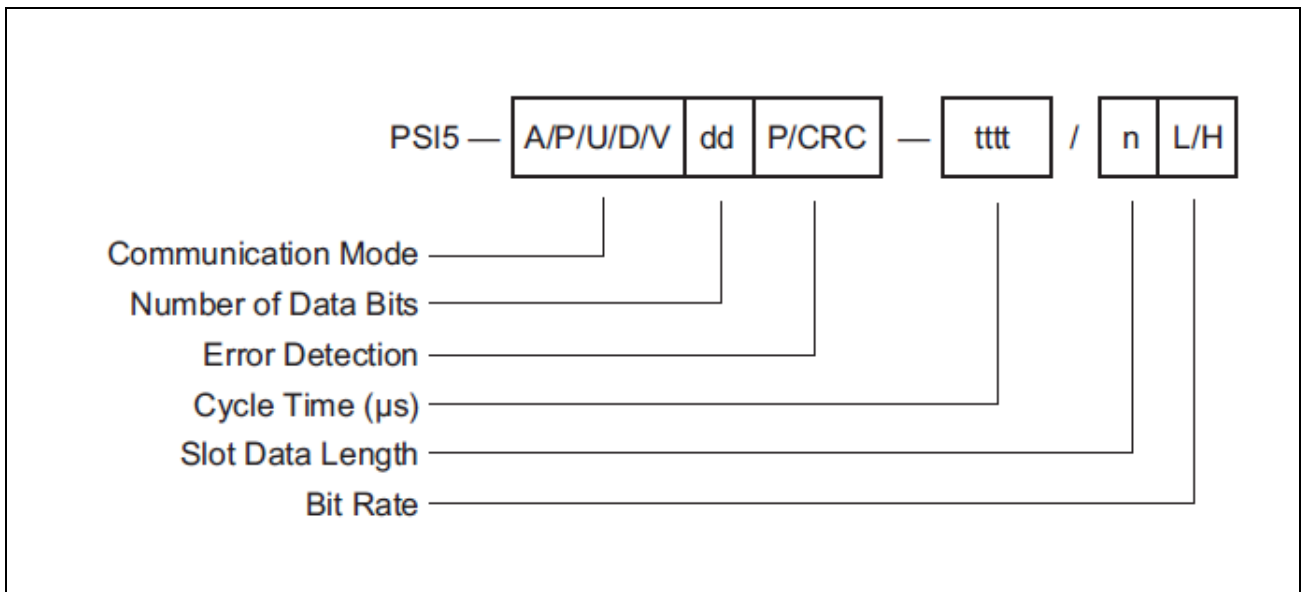 PSI5 — A/P/U/D/V dd P/CRC — tttt / n L/H
Communication Mode
Number of Data Bits
Error Detection
Cycle Time (µs)
Slot Data Length
Bit Rate